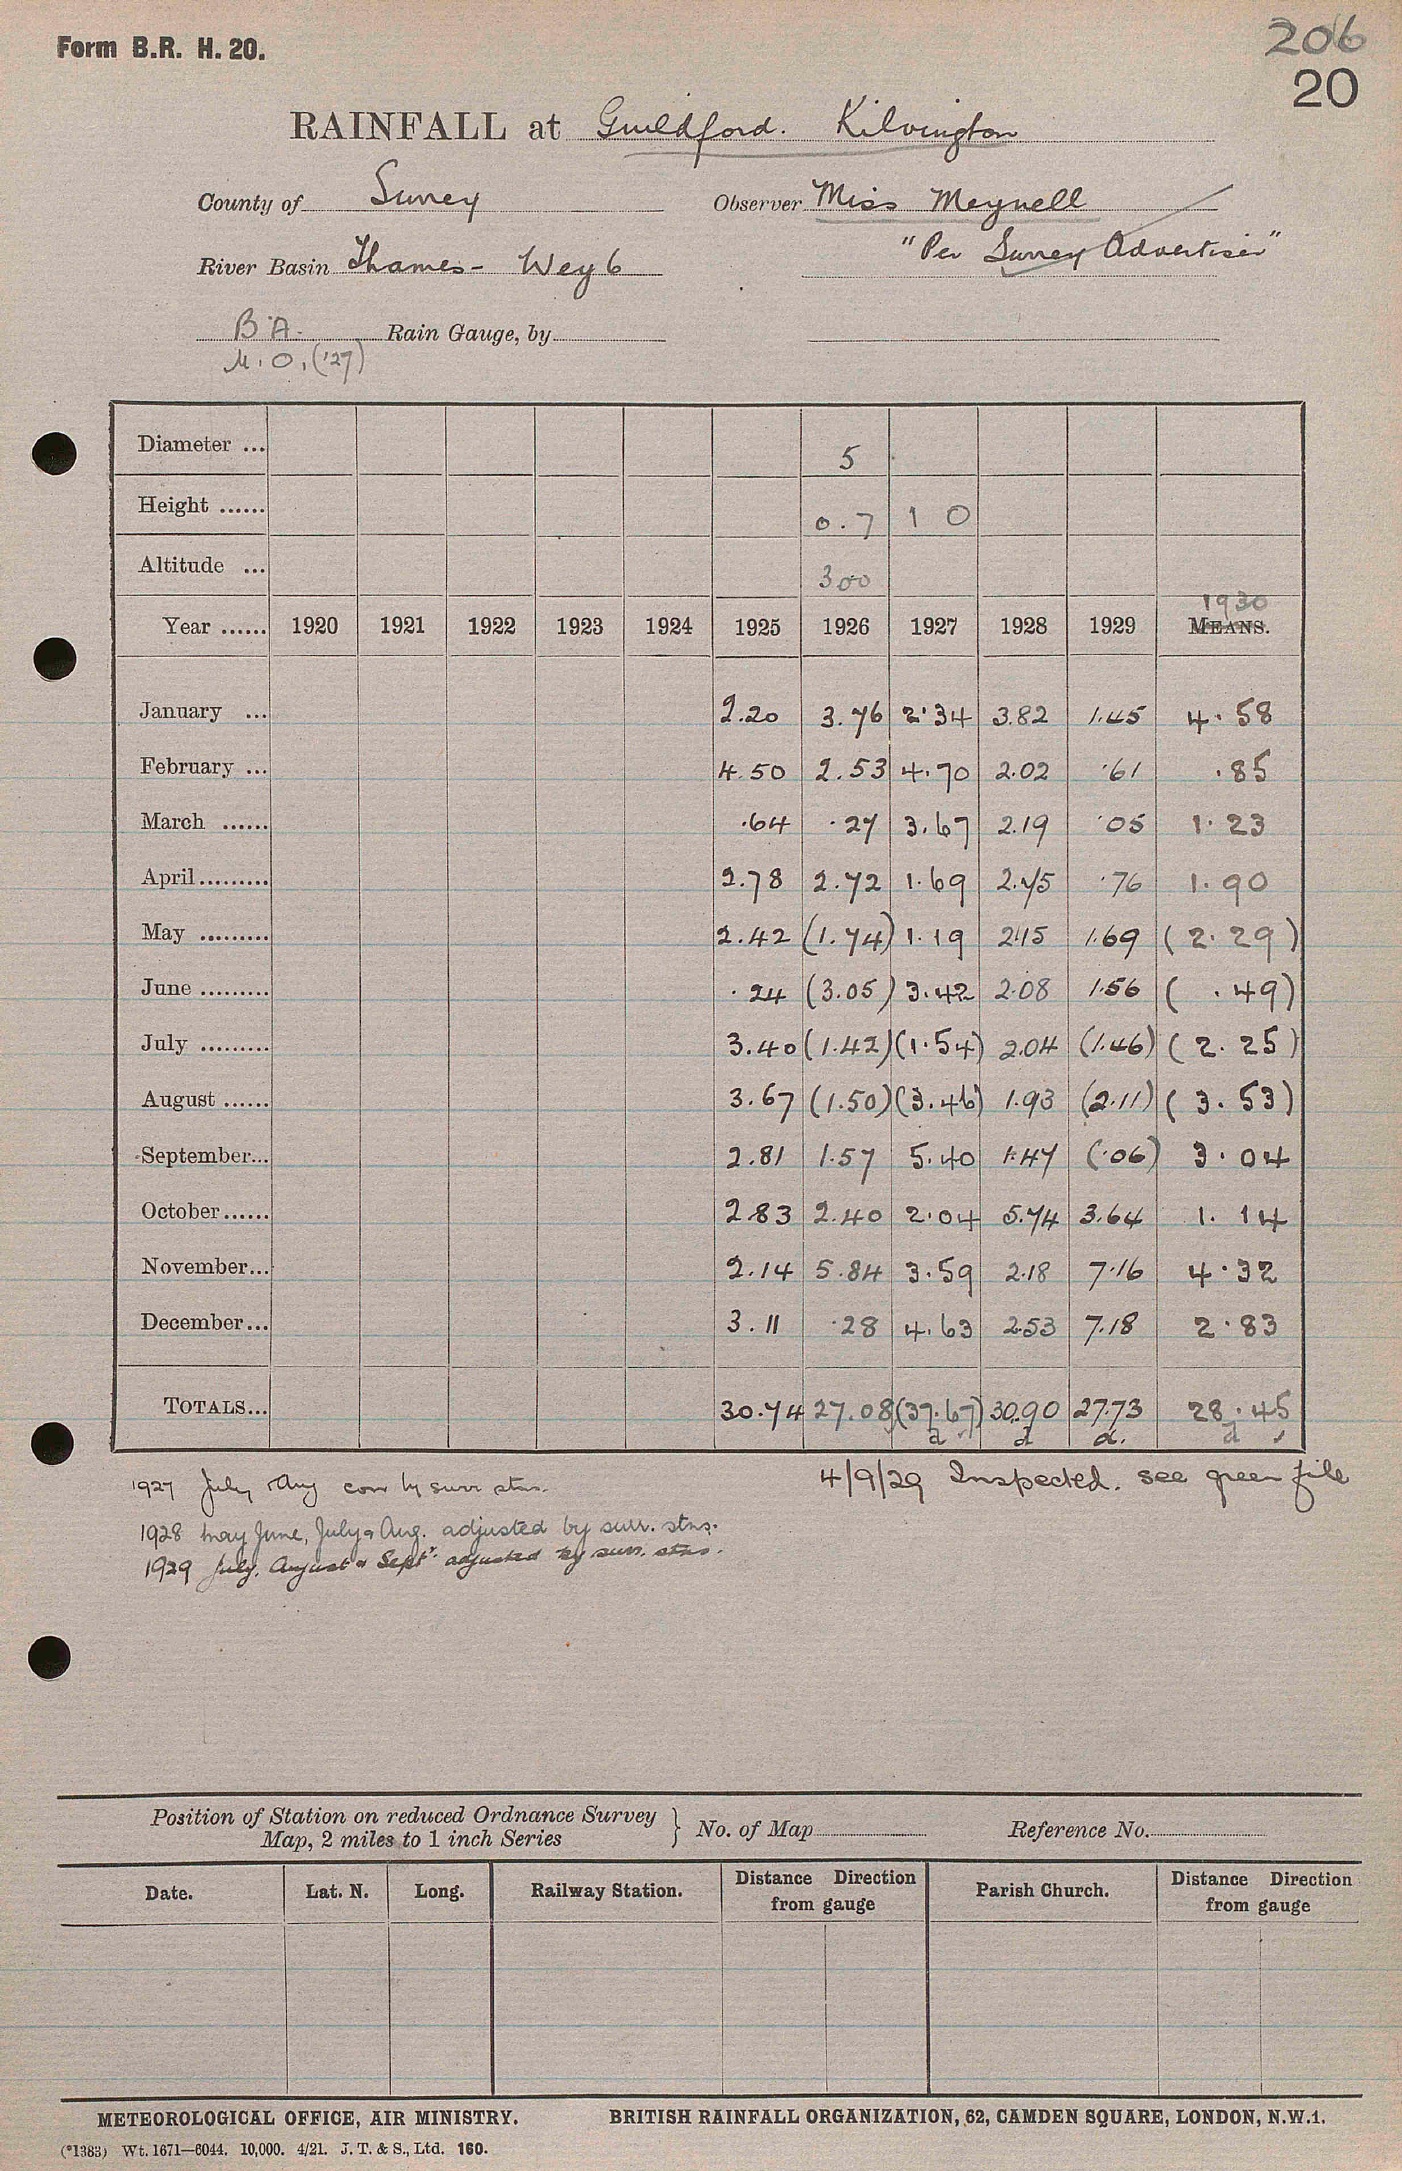 Form B.R. H. 20.
206
20
RAINFALL at Guildford. Kilvington
County of Surrey Observer Miss Meynell
River Basin Thames - Wey 6 "Per Surrey Advertiser"
B.A. Rain Gauge, by
M.O. ('27)
Diameter ... 5
Height ...... 0.7 1 0
Altitude ... 300
1930
Year ...... 1920 1921 1922 1923 1924 1925 1926 1927 1928 1929 MEANS.
January ... 2.20 3.76 2.34 3.82 1.45 4.58
February ... 4.50 2.53 4.70 2.02 .61 .85
March ...... .64 .27 3.67 2.19 .05 1.23
April......... 2.78 2.72 1.69 2.75 .76 1.90
May ......... 2.42 (1.74) 1.19 2.15 1.69 (2.29)
June ......... .24 (3.05) 3.42 2.08 1.56 ( .49)
July ......... 3.40 (1.42) (1.54) 2.04 (1.46) (2.25)
August ...... 3.67 (1.50) (3.46) 1.93 (2.11) (3.53)
September... 2.81 1.57 5.40 1.47 (.06) 3.04
October...... 2.83 2.40 2.04 5.74 3.64 1.14
November... 2.14 5.84 3.59 2.18 7.16 4.32
December... 3.11 .28 4.63 2.53 7.18 2.83
TOTALS... 30.74 27.08 (37.67) 30.90 27.73 28.45
a d d. d
1927 July Aug corr by surr stns. 4/9/29 Inspected. see green file
1928 May June, July & Aug. adjusted by surr. stns.
1929 July, August & Sept. adjusted by surr. stns.
Position of Station on reduced Ordnance Survey
Map, 2 miles to 1 inch Series } No. of Map Reference No.
Date. Lat. N. Long. Railway Station. Distance Direction from gauge Parish Church. Distance Direction from gauge
METEOROLOGICAL OFFICE, AIR MINISTRY. BRITISH RAINFALL ORGANIZATION, 62, CAMDEN SQUARE, LONDON, N.W.1.
(*1383) Wt. 1671—6044. 10,000. 4/21. J. T. & S., Ltd. 160.